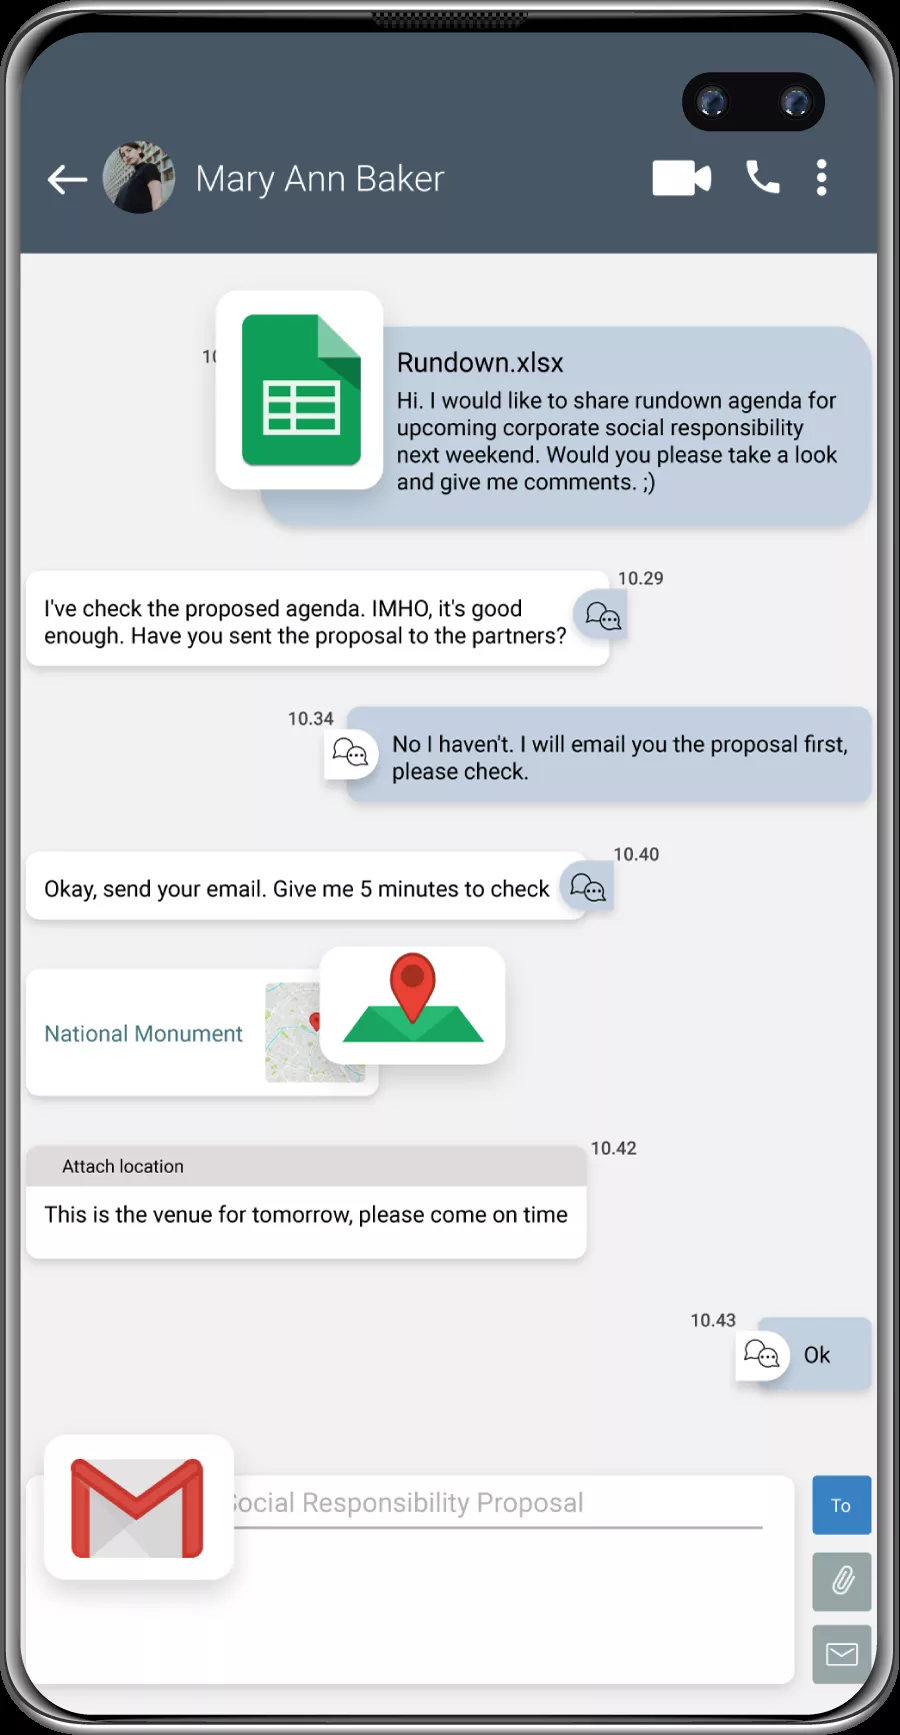 Mary Ann Baker
Rundown.xlsx
Hi. I would like to share rundown agenda for
upcoming corporate social responsibility
next weekend. Would you please take a look
and give me comments. ;)
10.29
I've check the proposed agenda. IMHO, it's good
enough. Have you sent the proposal to the partners?
10.34
No I haven't. I will email you the proposal first,
please check.
10.40
Okay, send your email. Give me 5 minutes to check
National Monument
10.42
Attach location
This is the venue for tomorrow, please come on time
10.43
Ok
Social Responsibility Proposal
To